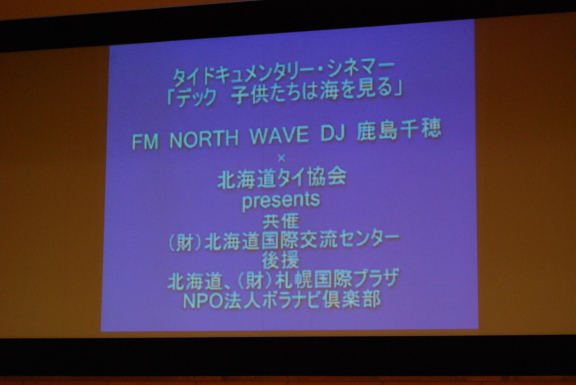 タイドキュメンタリー・シネマー
「デック 子供たちは海を見る」
FM NORTH WAVE DJ 鹿島千穂
×
北海道タイ協会
presents
共催
(財)北海道国際交流センター
後援
北海道、(財)札幌国際プラザ
NPO法人ボラナビ倶楽部